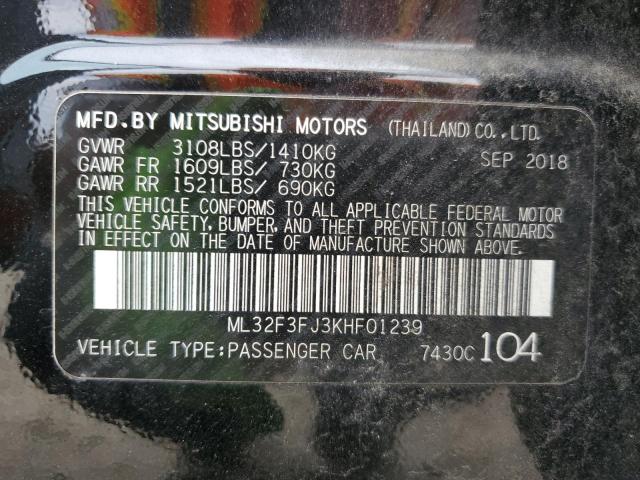 MFD.BY MITSUBISHI MOTORS (THAILAND)CO.,LTD.
GVWR 3108LBS/1410KG SEP 2018
GAWR FR 1609LBS/ 730KG
GAWR RR 1521LBS/ 690KG
THIS VEHICLE CONFORMS TO ALL APPLICABLE FEDERAL MOTOR
VEHICLE SAFETY, BUMPER, AND THEFT PREVENTION STANDARDS
IN EFFECT ON THE DATE OF MANUFACTURE SHOWN ABOVE.
ML32F3FJ3KHF01239
VEHICLE TYPE:PASSENGER CAR 7430C 104